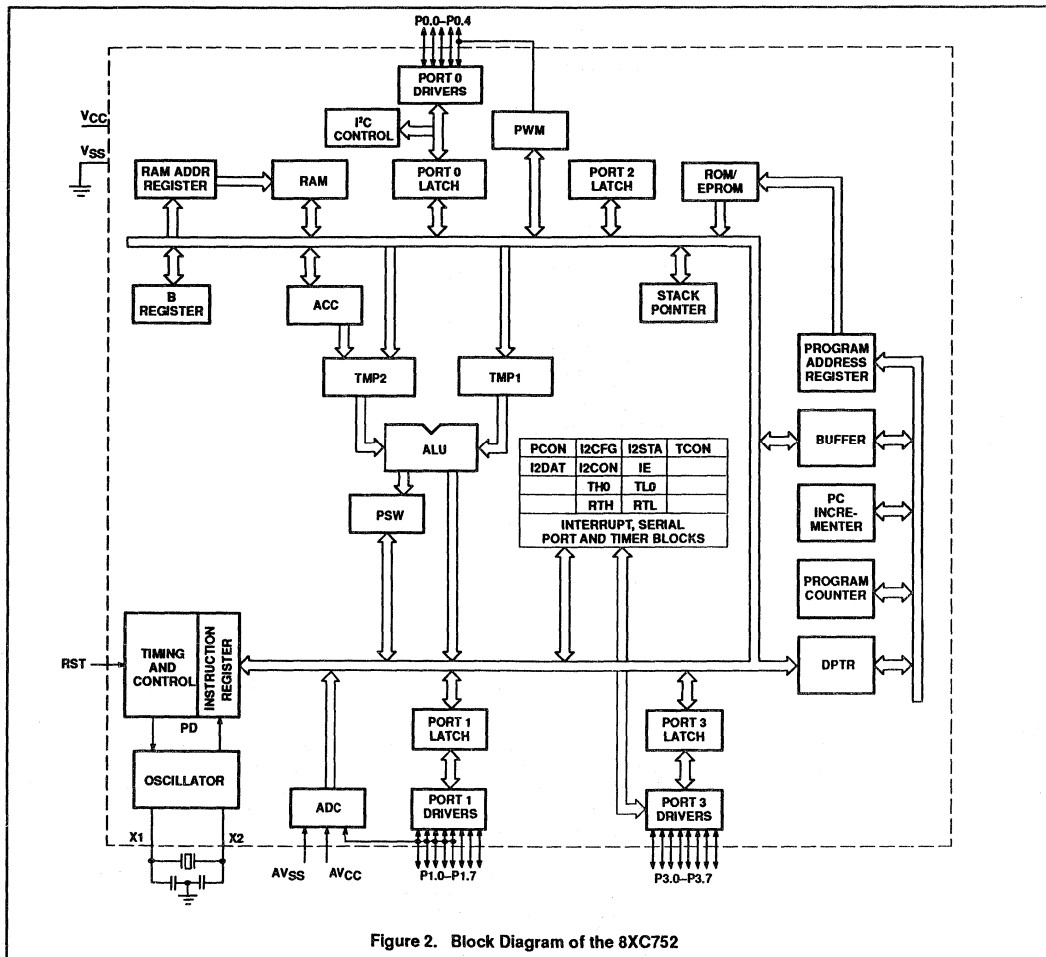 P0.0–P0.4
PORT 0
DRIVERS
VCC
I²C
CONTROL
PWM
VSS
RAM ADDR
REGISTER
RAM
PORT 0
LATCH
PORT 2
LATCH
ROM/
EPROM
B
REGISTER
ACC
STACK
POINTER
TMP2
TMP1
PROGRAM
ADDRESS
REGISTER
ALU
BUFFER
PCON I2CFG I2STA TCON
I2DAT I2CON IE
TH0 TL0
RTH RTL
INTERRUPT, SERIAL
PORT AND TIMER BLOCKS
PSW
PC
INCRE-
MENTER
PROGRAM
COUNTER
RST
TIMING
AND
CONTROL
INSTRUCTION
REGISTER
DPTR
PD
PORT 1
LATCH
PORT 3
LATCH
OSCILLATOR
ADC
PORT 1
DRIVERS
PORT 3
DRIVERS
X1
X2
AVSS
AVCC
P1.0–P1.7
P3.0–P3.7
Figure 2. Block Diagram of the 8XC752